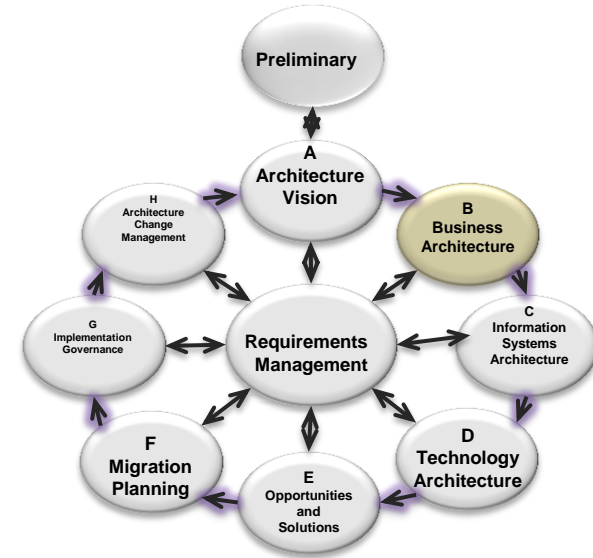 Preliminary
A
Architecture
Vision
B
Business
Architecture
C
Information
Systems
Architecture
D
Technology
Architecture
E
Opportunities
and
Solutions
F
Migration
Planning
G
Implementation
Governance
H
Architecture
Change
Management
Requirements
Management